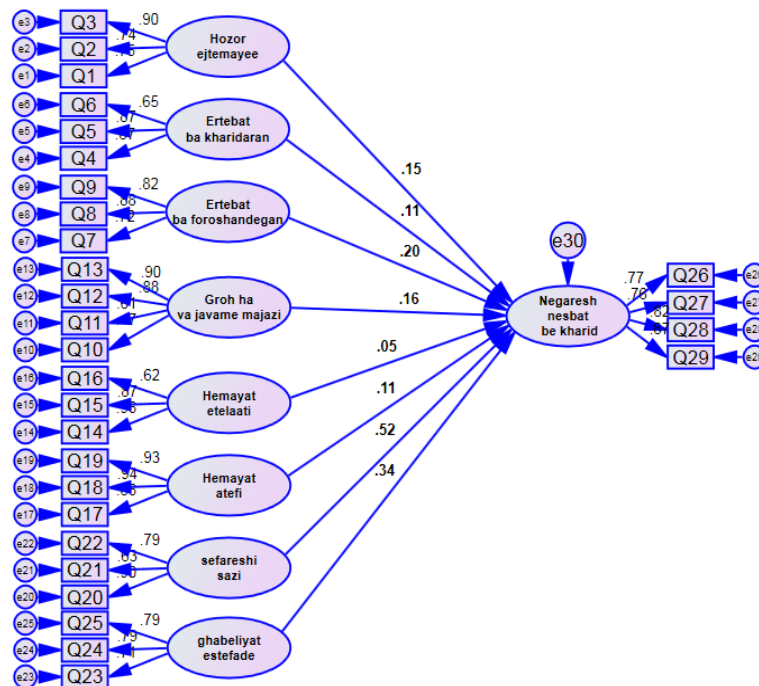 e3 Q3 .90
e2 Q2 .74
e1 Q1
Hozor
ejtemayee
e6 Q6 .65
e5 Q5
e4 Q4
Ertebat
ba kharidaran
e9 Q9 .82
e8 Q8
e7 Q7
Ertebat
ba foroshandegan
e13 Q13 .90
e12 Q12 .88
e11 Q11
e10 Q10
Groh ha
va javame majazi
e16 Q16 .62
e15 Q15 .87
e14 Q14
Hemayat
etelaati
e19 Q19 .93
e18 Q18 .94
e17 Q17
Hemayat
atefi
e22 Q22 .79
e21 Q21
e20 Q20
sefareshi
sazi
e25 Q25 .79
e24 Q24 .79
e23 Q23
ghabeliyat
estefade
.15
.11
.20
.16
.05
.11
.52
.34
e30
Negaresh
nesbat
be kharid
.77 Q26
.76 Q27
.82 Q28
Q29